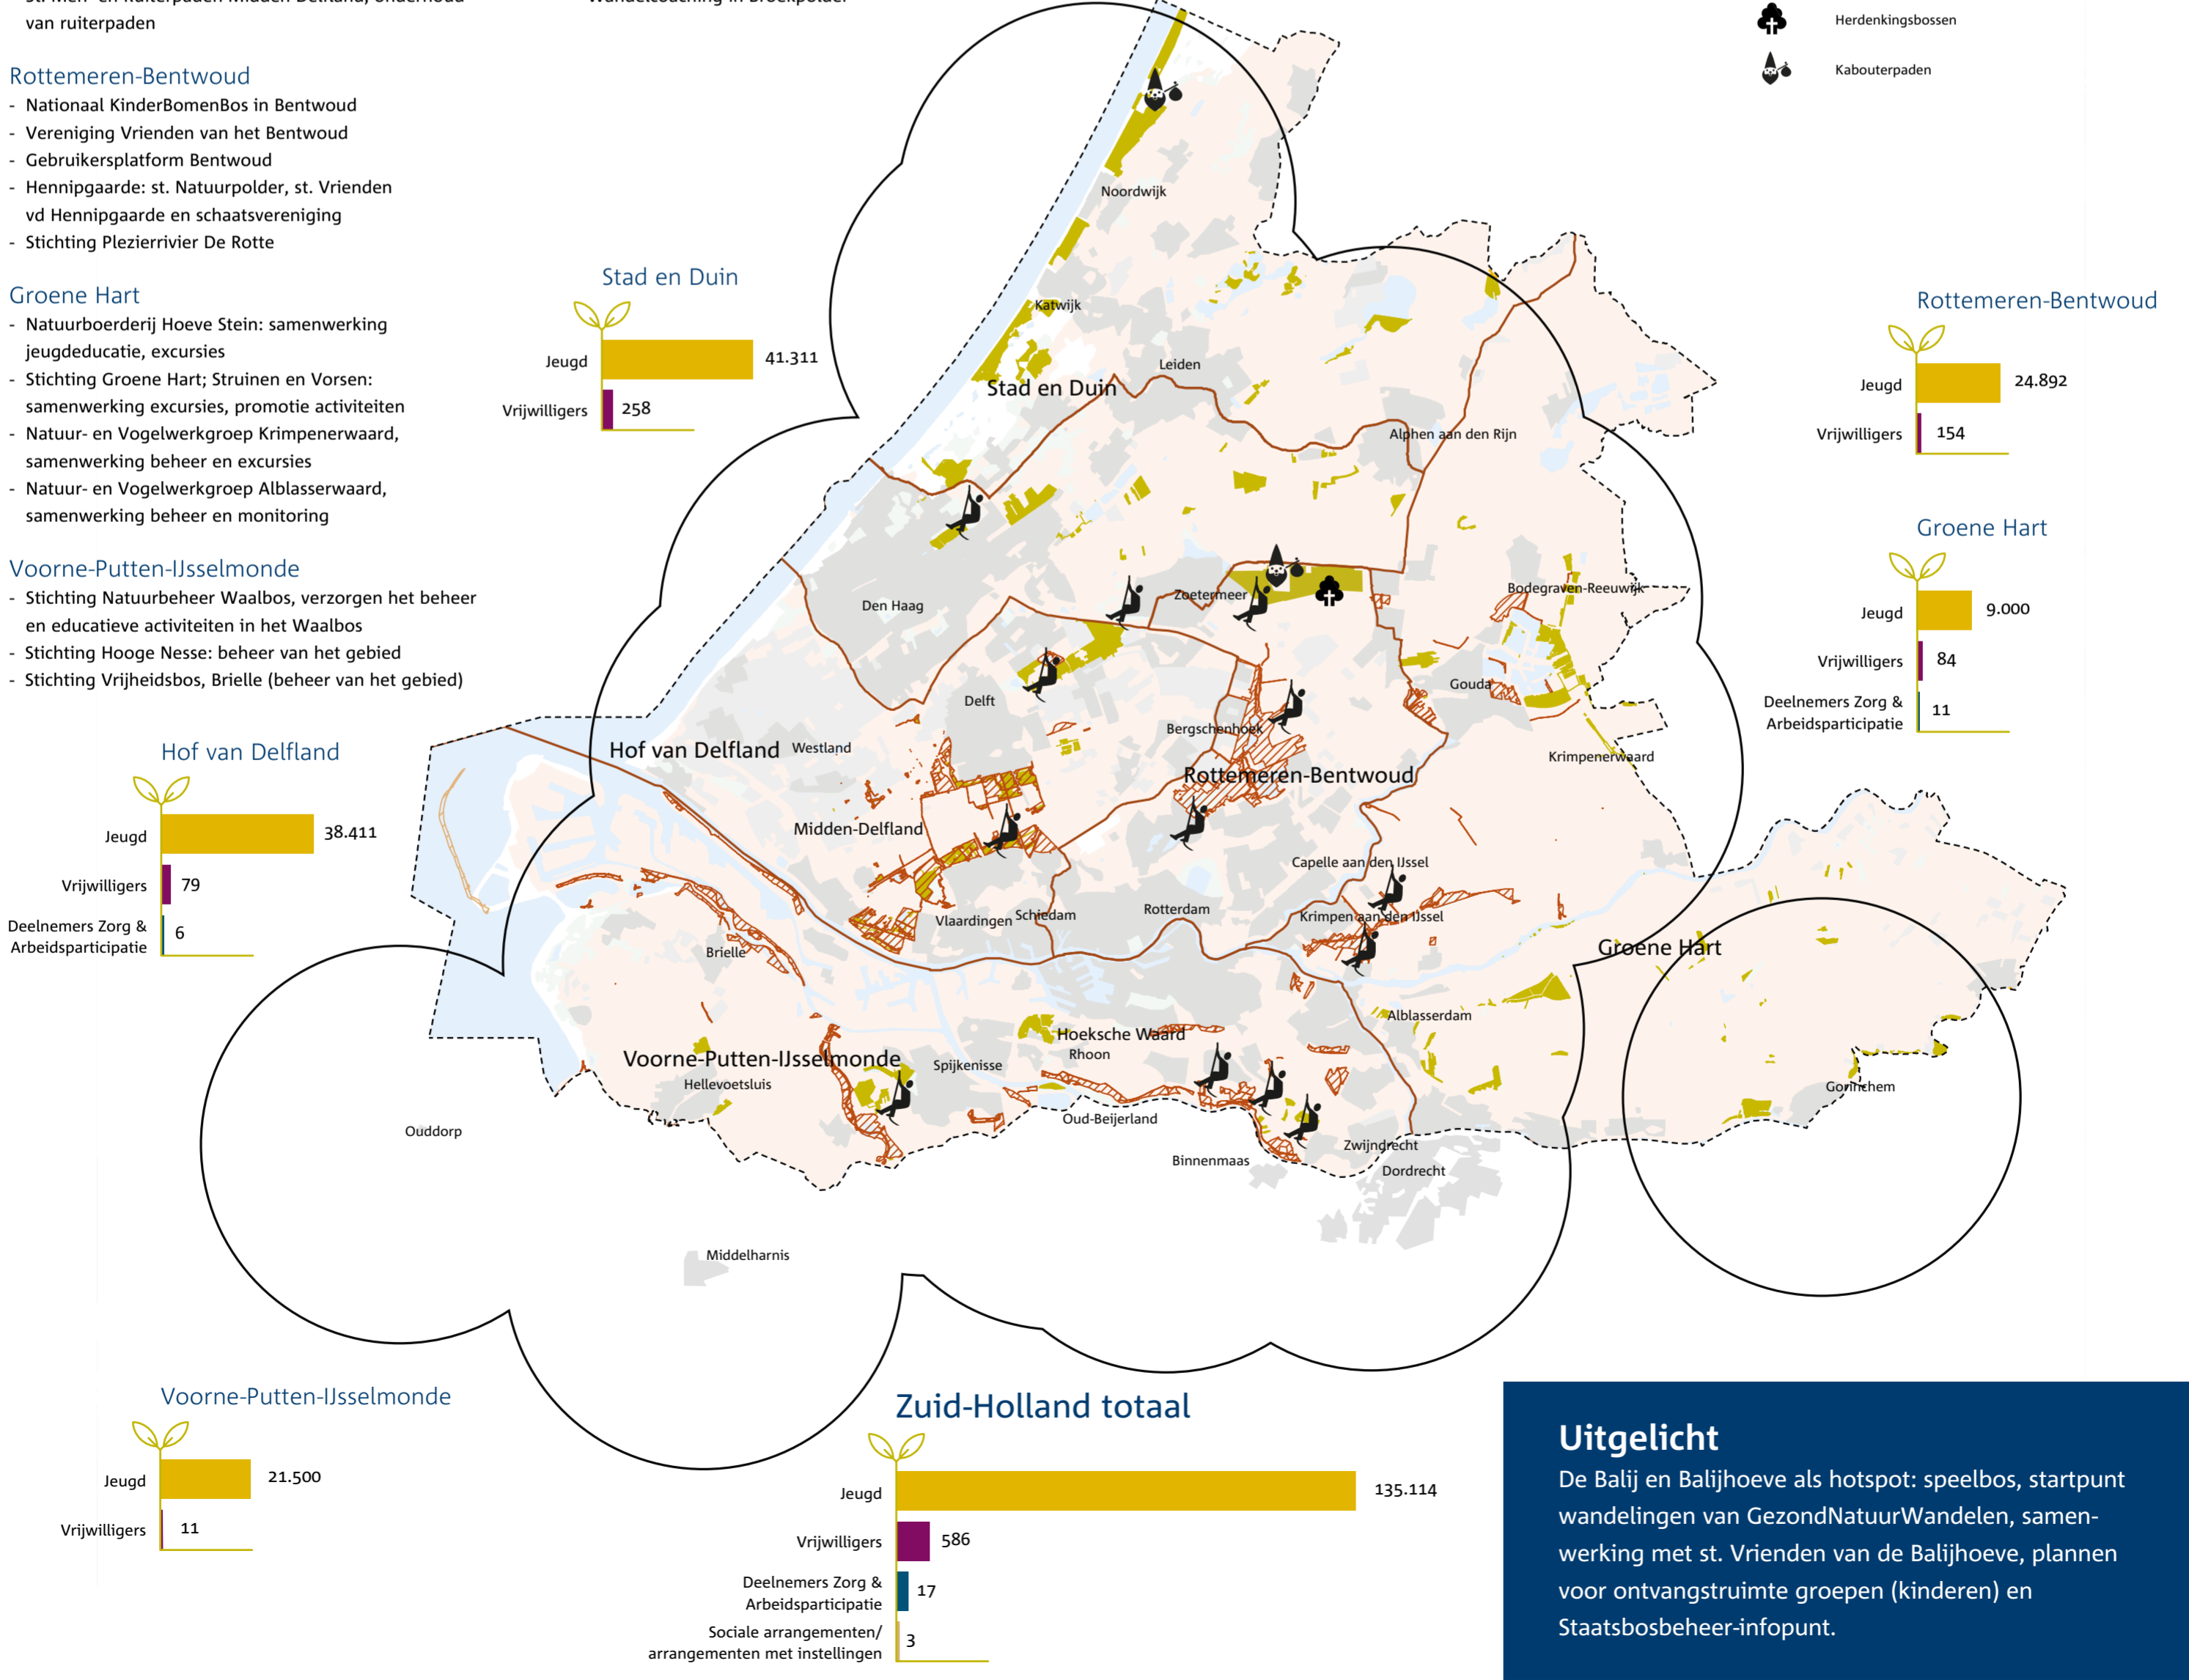 van ruiterpaden
Rottemeren-Bentwoud
- Nationaal KinderBomenBos in Bentwoud
- Vereniging Vrienden van het Bentwoud
- Gebruikersplatform Bentwoud
- Hennipgaarde: st. Natuurpolder, st. Vrienden
vd Hennipgaarde en schaatsvereniging
- Stichting Plezierrivier De Rotte
Groene Hart
- Natuurboerderij Hoeve Stein: samenwerking
jeugdeducatie, excursies
- Stichting Groene Hart; Struinen en Vorsen:
samenwerking excursies, promotie activiteiten
- Natuur- en Vogelwerkgroep Krimpenerwaard,
samenwerking beheer en excursies
- Natuur- en Vogelwerkgroep Alblasserwaard,
samenwerking beheer en monitoring
Voorne-Putten-IJsselmonde
- Stichting Natuurbeheer Waalbos, verzorgen het beheer
en educatieve activiteiten in het Waalbos
- Stichting Hooge Nesse: beheer van het gebied
- Stichting Vrijheidsbos, Brielle (beheer van het gebied)
Herdenkingsbossen
Kabouterpaden
Stad en Duin
Jeugd 41.311
Vrijwilligers 258
Rottemeren-Bentwoud
Jeugd 24.892
Vrijwilligers 154
Groene Hart
Jeugd 9.000
Vrijwilligers 84
Deelnemers Zorg &
Arbeidsparticipatie 11
Hof van Delfland
Jeugd 38.411
Vrijwilligers 79
Deelnemers Zorg &
Arbeidsparticipatie 6
Noordwijk
Katwijk
Leiden
Stad en Duin
Alphen aan den Rijn
Den Haag
Zoetermeer
Bodegraven-Reeuwijk
Delft
Gouda
Bergschenhoek
Hof van Delfland
Westland
Krimpenerwaard
Rottemeren-Bentwoud
Midden-Delfland
Capelle aan den IJssel
Vlaardingen
Schiedam
Rotterdam
Krimpen aan den IJssel
Brielle
Groene Hart
Alblasserdam
Hoeksche Waard
Rhoon
Voorne-Putten-IJsselmonde
Spijkenisse
Hellevoetsluis
Gorinchem
Oud-Beijerland
Ouddorp
Zwijndrecht
Binnenmaas
Dordrecht
Middelharnis
Voorne-Putten-IJsselmonde
Jeugd 21.500
Vrijwilligers 11
Zuid-Holland totaal
Jeugd 135.114
Vrijwilligers 586
Deelnemers Zorg &
Arbeidsparticipatie 17
Sociale arrangementen/
arrangementen met instellingen 3
Uitgelicht
De Balij en Balijhoeve als hotspot: speelbos, startpunt
wandelingen van GezondNatuurWandelen, samen-
werking met st. Vrienden van de Balijhoeve, plannen
voor ontvangstruimte groepen (kinderen) en
Staatsbosbeheer-infopunt.